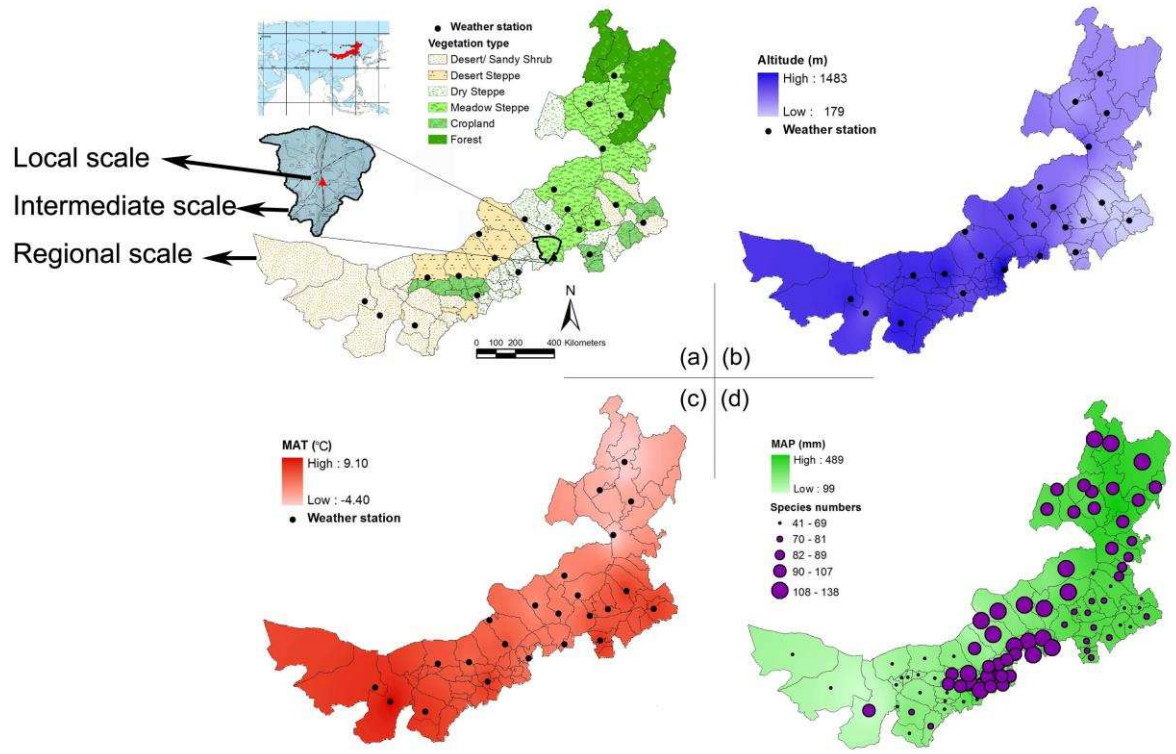 Weather station
Vegetation type
Desert/ Sandy Shrub
Desert Steppe
Dry Steppe
Meadow Steppe
Cropland
Forest
Local scale
Intermediate scale
Regional scale
N
0 100 200 400 Kilometers
(a)
Altitude (m)
High : 1483
Low : 179
Weather station
(b)
(c)
MAT (°C)
High : 9.10
Low : -4.40
Weather station
(d)
MAP (mm)
High : 489
Low : 99
Species numbers
41 - 69
70 - 81
82 - 89
90 - 107
108 - 138